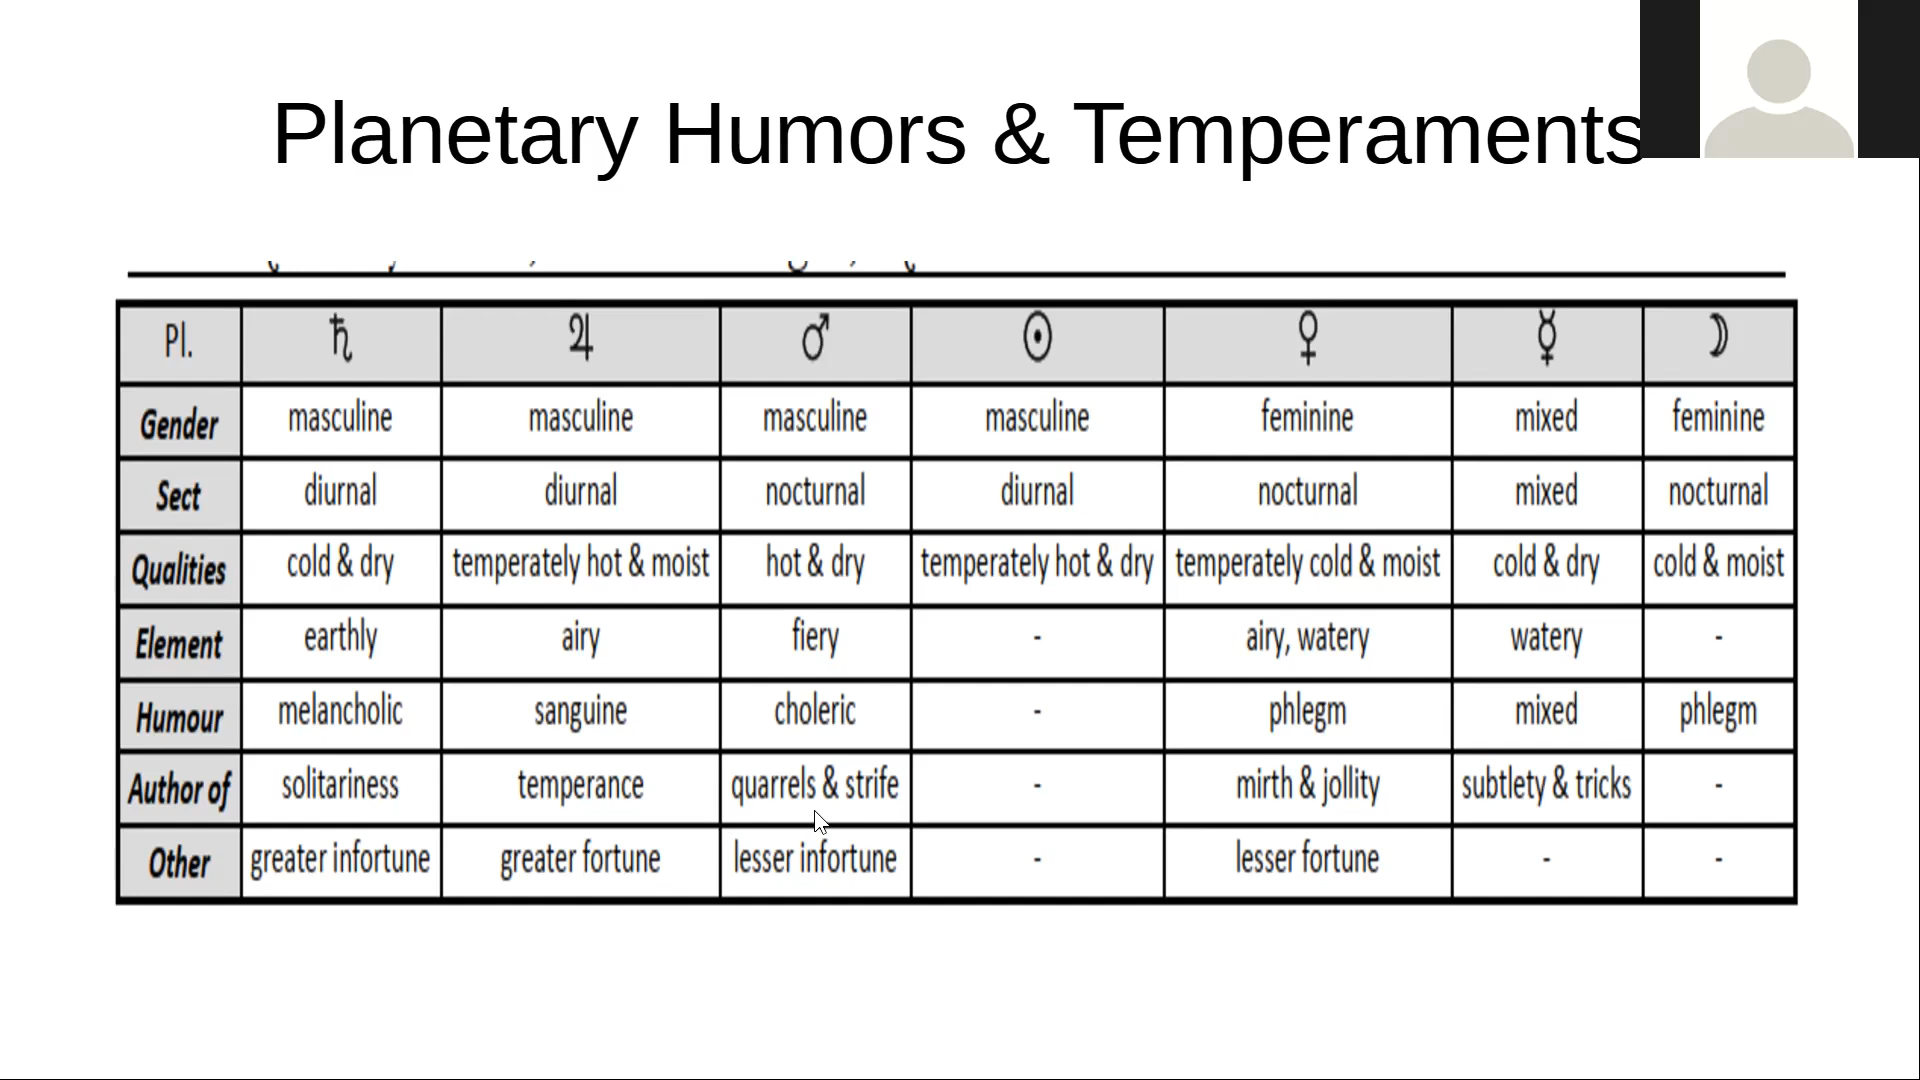 Planetary Humors & Temperaments
Pl. ♄ ♃ ♂ ☉ ♀ ☿ ☽
Gender masculine masculine masculine masculine feminine mixed feminine
Sect diurnal diurnal nocturnal diurnal nocturnal mixed nocturnal
Qualities cold & dry temperately hot & moist hot & dry temperately hot & dry temperately cold & moist cold & dry cold & moist
Element earthly airy fiery - airy, watery watery -
Humour melancholic sanguine choleric - phlegm mixed phlegm
Author of solitariness temperance quarrels & strife - mirth & jollity subtlety & tricks -
Other greater infortune greater fortune lesser infortune - lesser fortune - -